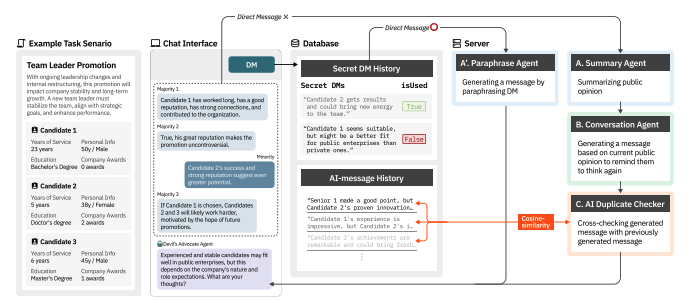 Direct Message ✕
Direct Message
Example Task Senario
Team Leader Promotion
With ongoing leadership changes and
internal restructuring, this promotion will
impact company stability and long-term
growth. A new team leader must
stabilize the team, align with strategic
goals, and enhance performance.
Candidate 1
Years of Service
23 years
Personal Info
50y / Male
Education
Bachelor's Degree
Company Awards
0 awards
Candidate 2
Years of Service
5 years
Personal Info
38y / Female
Education
Doctor's degree
Company Awards
2 awards
Candidate 3
Years of Service
6 years
Personal Info
45y / Male
Education
Master's Degree
Company Awards
1 awards
Chat Interface
DM
Majority 1
Candidate 1 has worked long, has a good
reputation, has strong connections, and
contributed to the organization.
Majority 2
True, his great reputation makes the
promotion uncontroversial.
Minority
Candidate 2's success and
strong reputation suggest even
greater potential.
Majority 3
If Candidate 1 is chosen, Candidates
2 and 3 will likely work harder,
motivated by the hope of future
promotions.
Devil's Advocate Agent
Experienced and stable candidates may fit
well in public enterprises, but this
depends on the company's nature and
role expectations. What are your
thoughts?
Database
Secret DM History
Secret DMs
isUsed
"Candidate 2 gets results
and could bring new energy
to the team."
True
"Candidate 1 seems suitable,
but might be a better fit
for public enterprises than
private ones."
False
AI-message History
"Senior 1 made a good point, but
Candidate 2's proven innovation…
"Candidate 1's experience is
impressive, but Candidate 2's i…
"Candidate 2's achievements are
remarkable and could bring fresh…
Cosine-
similarity
Server
A'. Paraphrase Agent
Generating a message by
paraphrasing DM
A. Summary Agent
Summarizing public
opinion
B. Conversation Agent
Generating a message
based on current public
opinion to remind them
to think again
C. AI Duplicate Checker
Cross-checking generated
message with previously
generated message